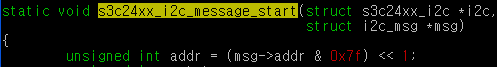 static void s3c24xx_i2c_message_start(struct s3c24xx_i2c *i2c,
struct i2c_msg *msg)
{
unsigned int addr = (msg->addr & 0x7f) << 1;